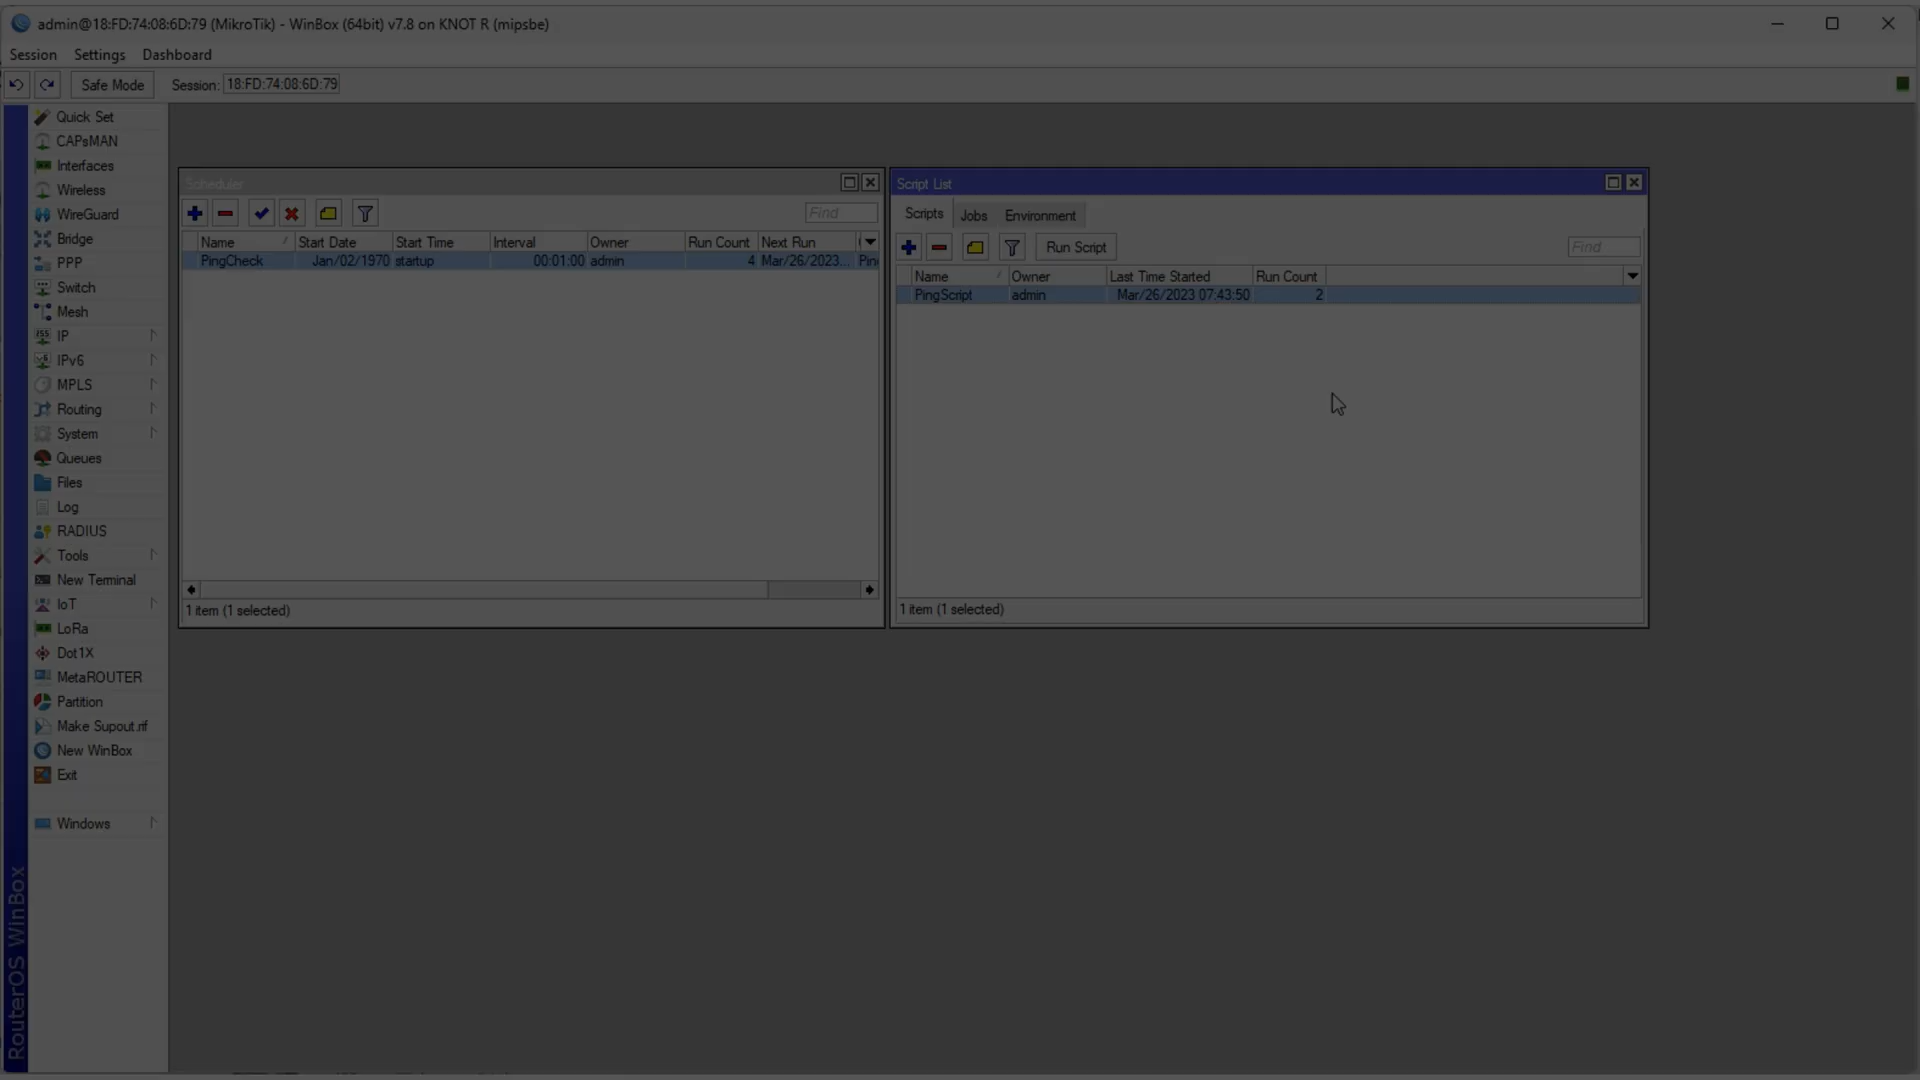 admin@18:FD:74:08:6D:79 (MikroTik) - WinBox (64bit) v7.8 on KNOT R (mipsbe)
Session Settings Dashboard
Safe Mode Session: 18:FD:74:08:6D:79
Quick Set
CAPsMAN
Interfaces
Wireless
WireGuard
Bridge
PPP
Switch
Mesh
IP
IPv6
MPLS
Routing
System
Queues
Files
Log
RADIUS
Tools
New Terminal
IoT
LoRa
Dot1X
MetaROUTER
Partition
Make Supout.rif
New WinBox
Exit
Windows
RouterOS WinBox
Scheduler
Find
Name Start Date Start Time Interval Owner Run Count Next Run
PingCheck Jan/02/1970 startup 00:01:00 admin 4 Mar/26/2023...
1 item (1 selected)
Script List
Scripts Jobs Environment
Run Script Find
Name Owner Last Time Started Run Count
PingScript admin Mar/26/2023 07:43:50 2
1 item (1 selected)